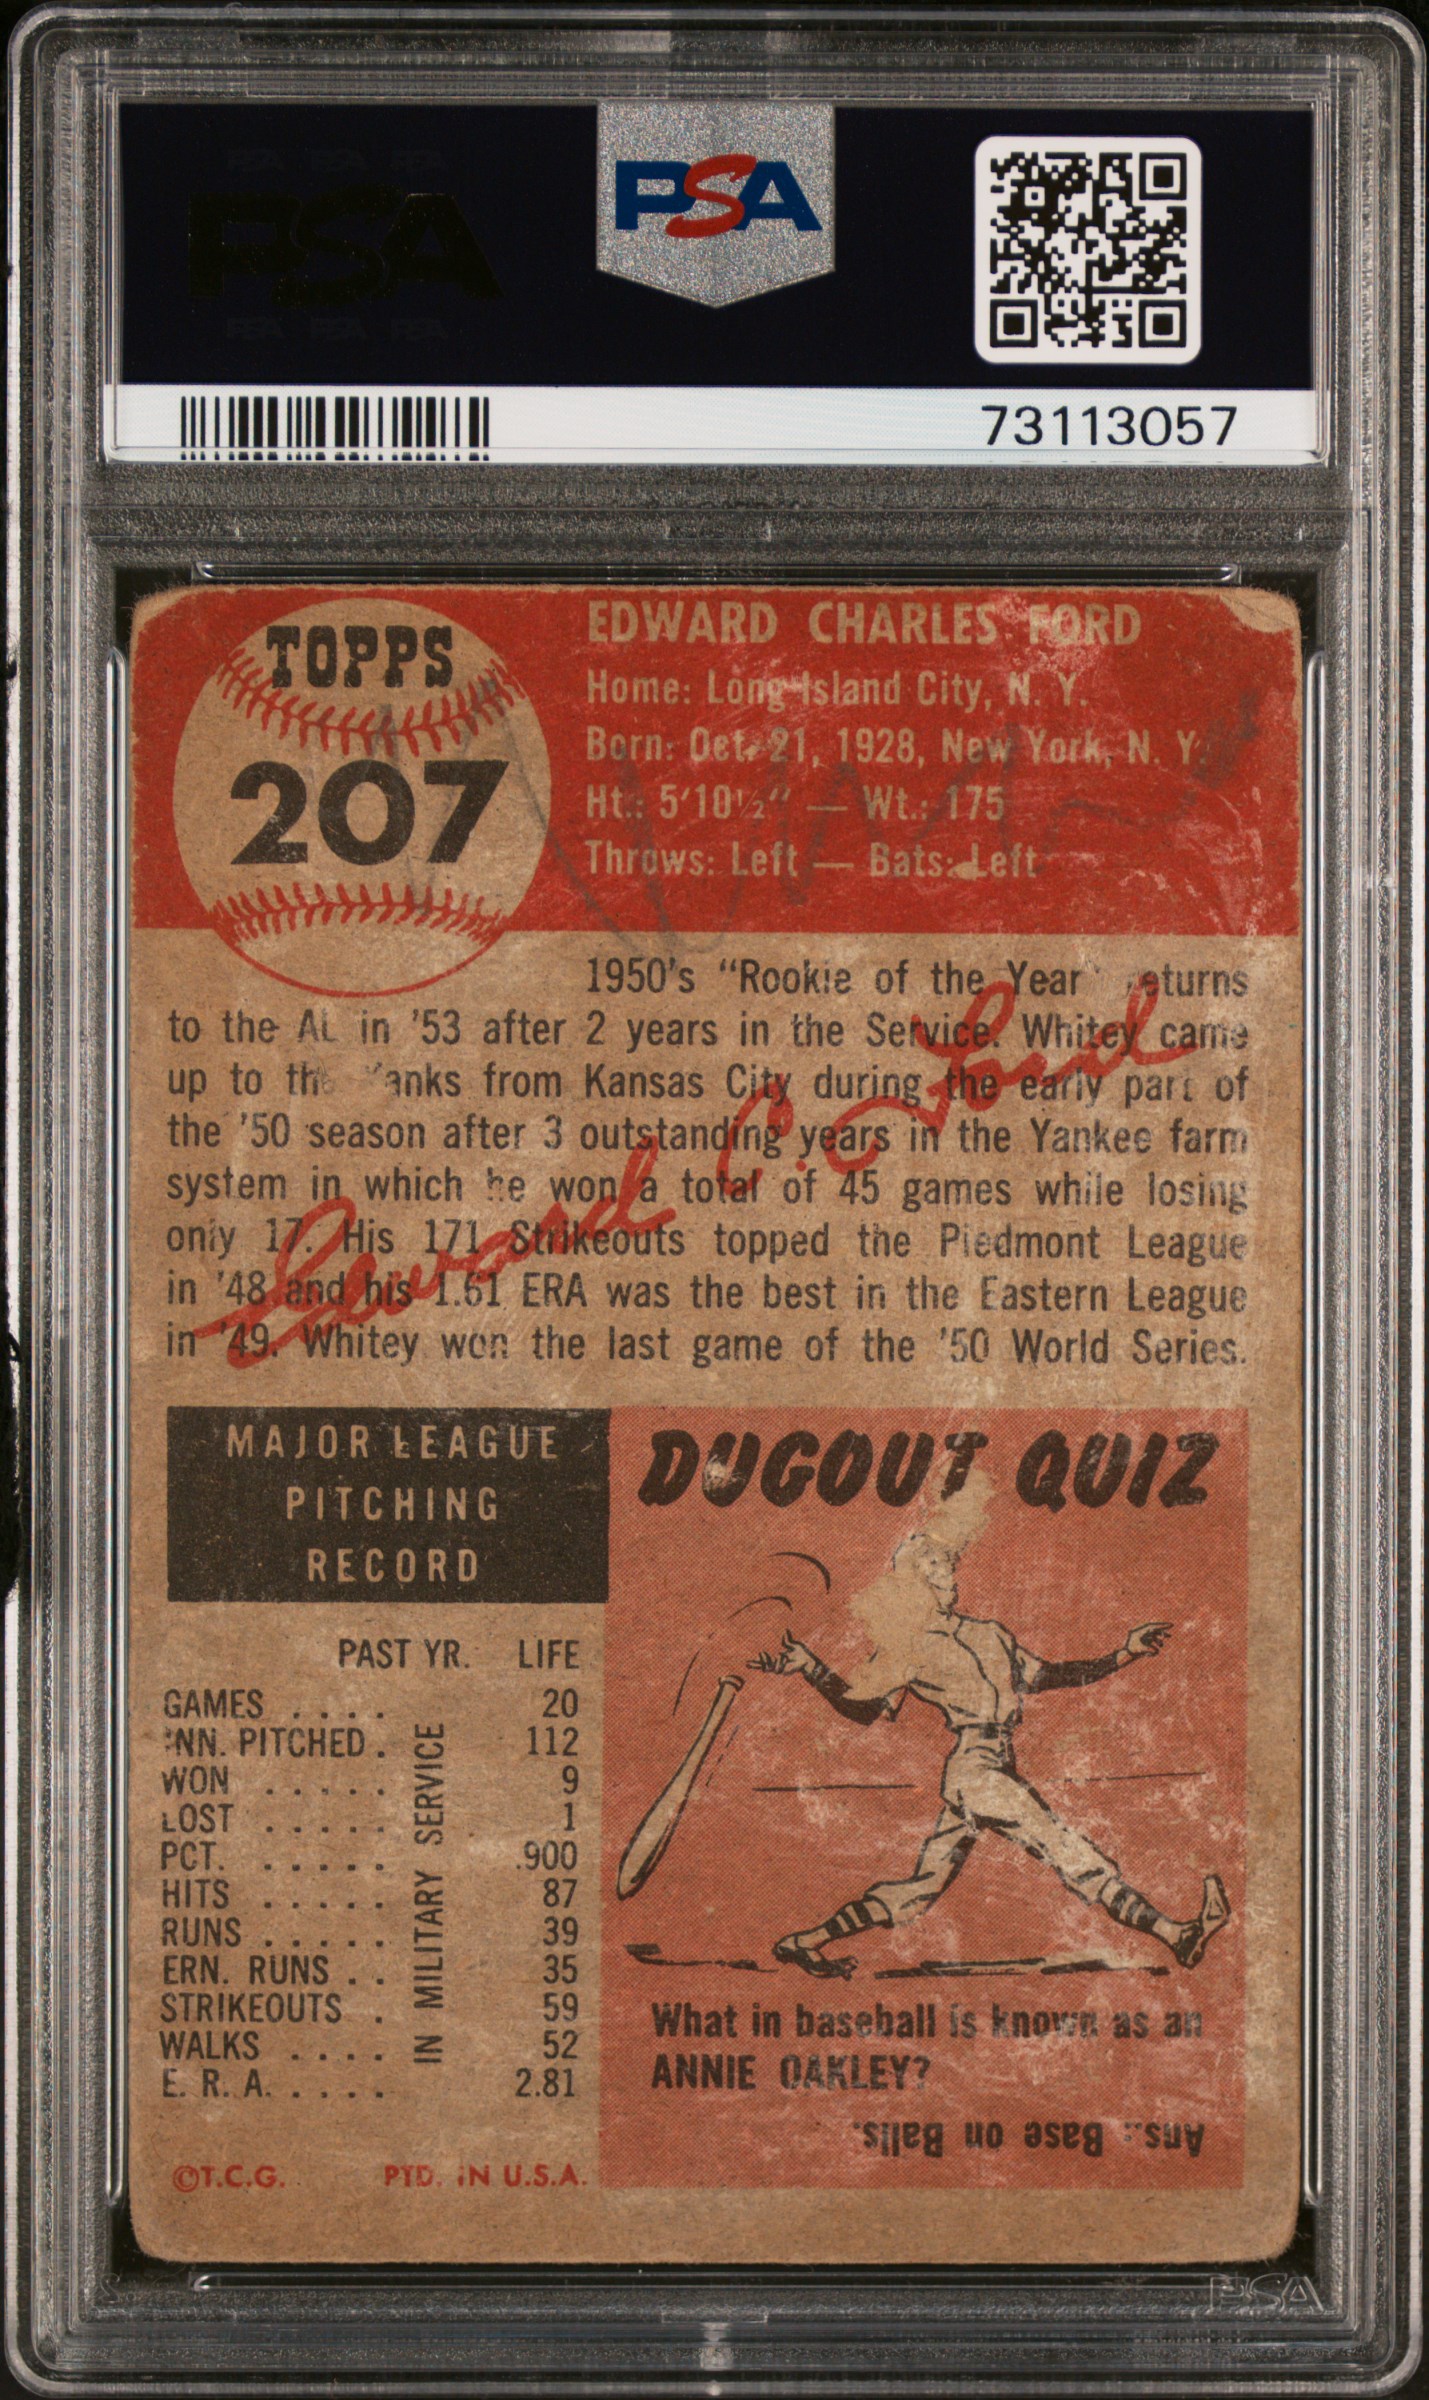 PSA
PSA
73113057
TOPPS
207
EDWARD CHARLES FORD
Home: Long Island City, N. Y.
Born: Oct. 21, 1928, New York, N. Y.
Ht.: 5'10½" — Wt.: 175
Throws: Left — Bats: Left
1950's "Rookie of the Year" returns
to the AL in '53 after 2 years in the Service. Whitey came
up to the Yanks from Kansas City during the early part of
the '50 season after 3 outstanding years in the Yankee farm
system in which he won a total of 45 games while losing
only 17. His 171 Strikeouts topped the Piedmont League
in '48 and his 1.61 ERA was the best in the Eastern League
in '49. Whitey won the last game of the '50 World Series.
Edward C. Ford
MAJOR LEAGUE
PITCHING
RECORD
PAST YR. LIFE
GAMES . . . . 20
INN. PITCHED . 112
WON . . . . . 9
LOST . . . . . 1
PCT. . . . . . .900
HITS . . . . . 87
RUNS . . . . . 39
ERN. RUNS . . 35
STRIKEOUTS . 59
WALKS . . . . 52
E. R. A. . . . . 2.81
IN MILITARY SERVICE
©T.C.G. PTD. IN U.S.A.
DUGOUT QUIZ
What in baseball is known as an
ANNIE OAKLEY?
Ans.: Base on Balls.
PSA